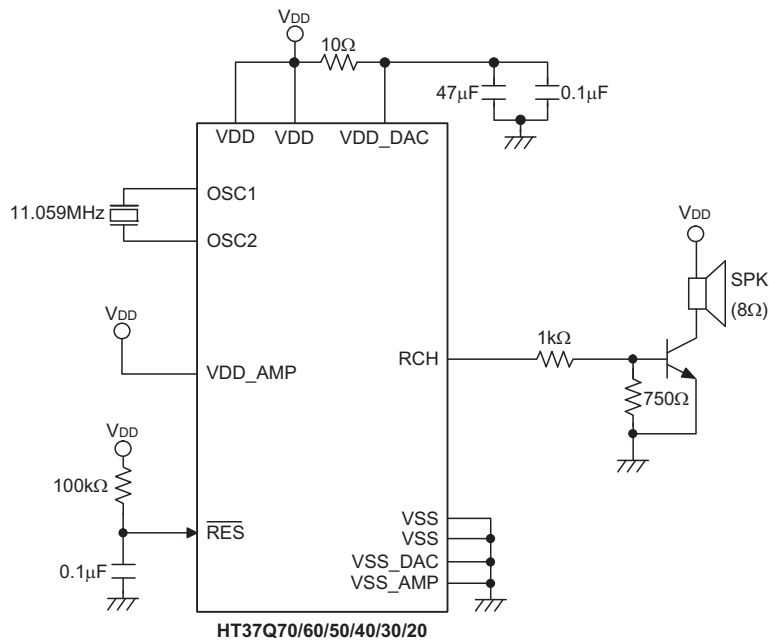 VDD
10Ω
47μF
0.1μF
VDD
VDD
VDD_DAC
OSC1
11.059MHz
OSC2
VDD
SPK
(8Ω)
VDD
1kΩ
RCH
VDD_AMP
750Ω
VDD
100kΩ
RES
VSS
VSS
VSS_DAC
VSS_AMP
0.1μF
HT37Q70/60/50/40/30/20